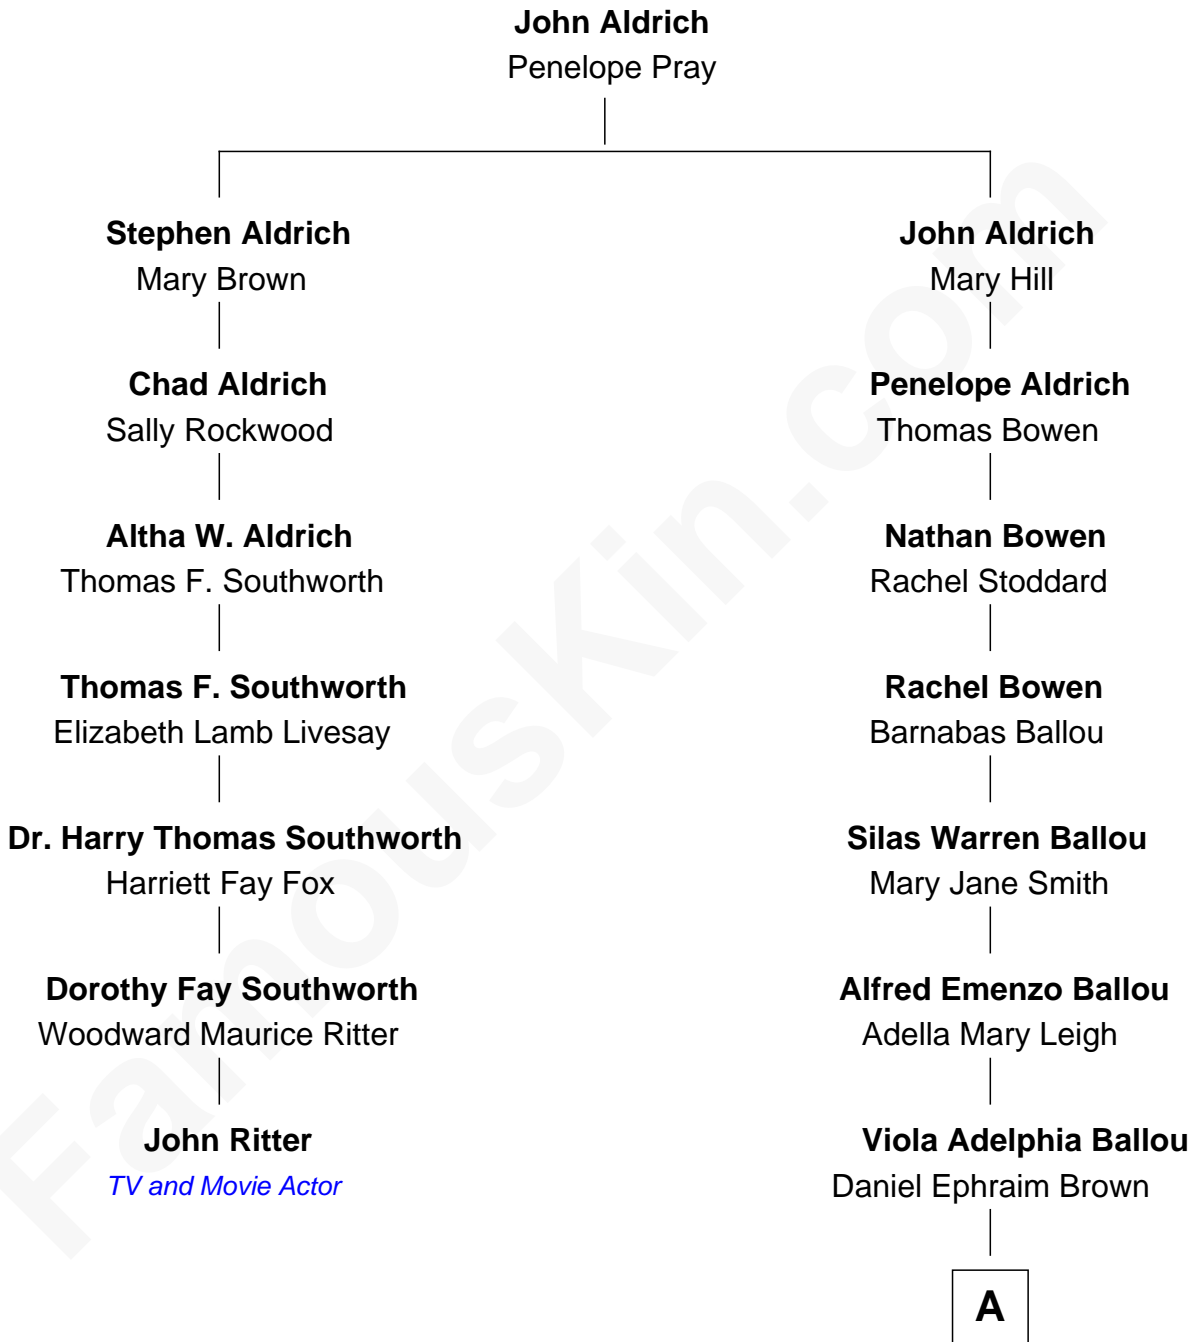 John Aldrich
Penelope Pray
Stephen Aldrich
Mary Brown
Chad Aldrich
Sally Rockwood
Altha W. Aldrich
Thomas F. Southworth
Thomas F. Southworth
Elizabeth Lamb Livesay
Dr. Harry Thomas Southworth
Harriett Fay Fox
Dorothy Fay Southworth
Woodward Maurice Ritter
John Ritter
TV and Movie Actor
John Aldrich
Mary Hill
Penelope Aldrich
Thomas Bowen
Nathan Bowen
Rachel Stoddard
Rachel Bowen
Barnabas Ballou
Silas Warren Ballou
Mary Jane Smith
Alfred Emenzo Ballou
Adella Mary Leigh
Viola Adelphia Ballou
Daniel Ephraim Brown
A
FamousKin.com